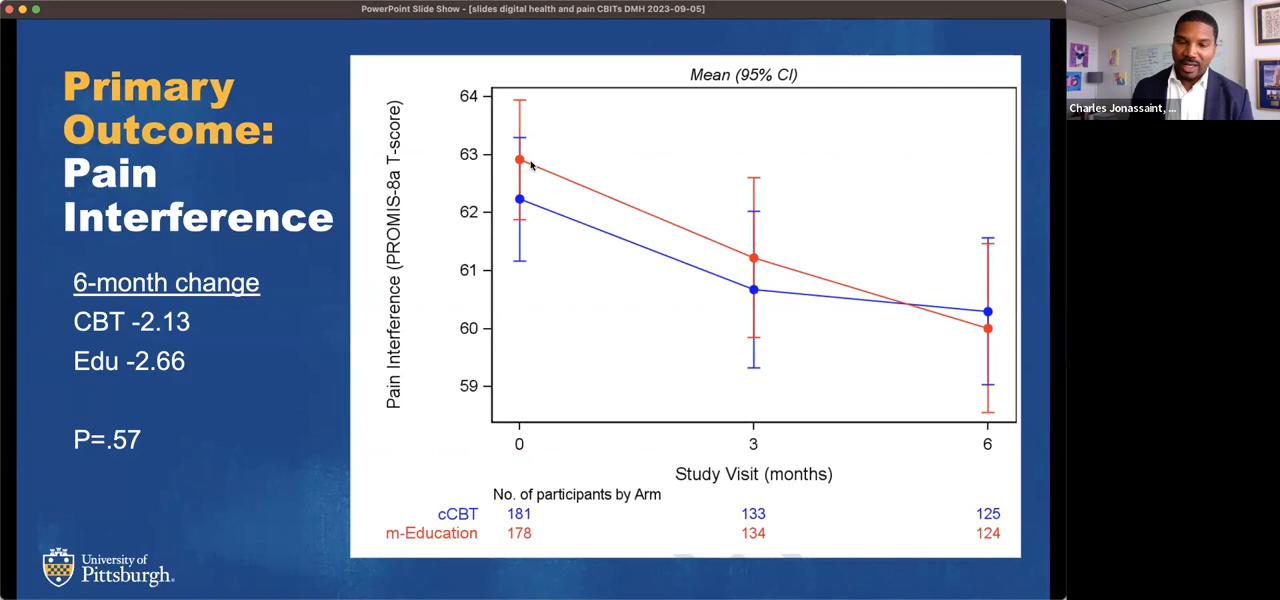 PowerPoint Slide Show - [slides digital health and pain CBITs DMH 2023-09-05]
Primary
Outcome:
Pain
Interference
6-month change
CBT -2.13
Edu -2.66
P=.57
University of
Pittsburgh.
Mean (95% CI)
Pain Interference (PROMIS-8a T-score)
64
63
62
61
60
59
0 3 6
Study Visit (months)
No. of participants by Arm
cCBT 181 133 125
m-Education 178 134 124
Charles Jonassaint, ...